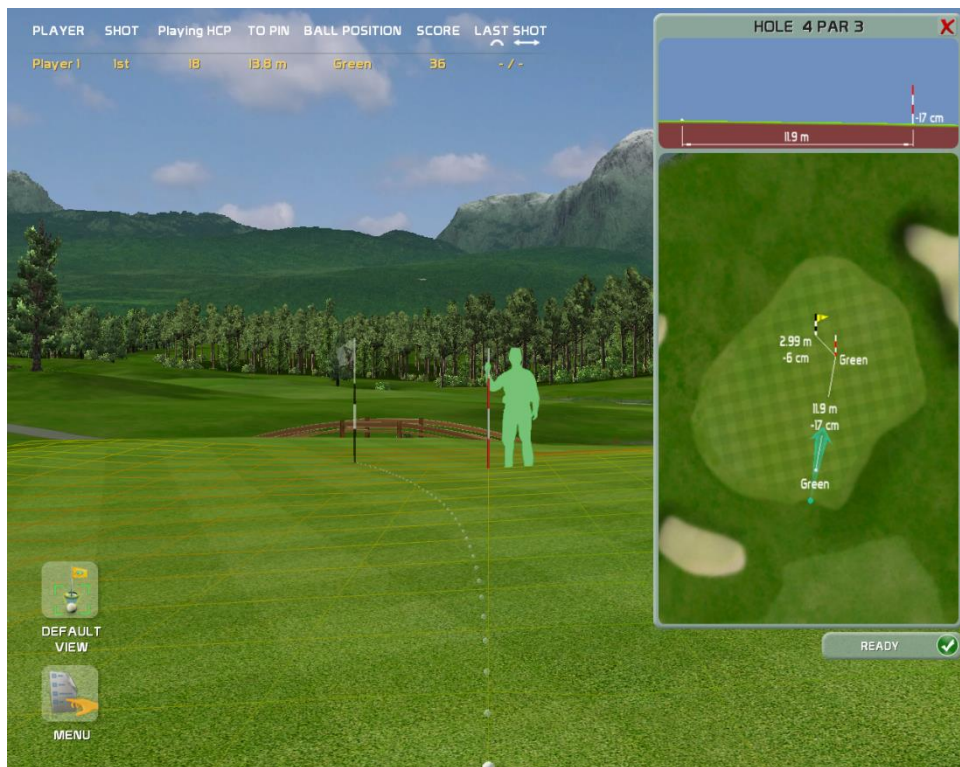 PLAYER SHOT Playing HCP TO PIN BALL POSITION SCORE LAST SHOT
Player 1 1st 18 13.8 m Green 36 - / -
HOLE 4 PAR 3
-17 cm
11.9 m
2.99 m
-6 cm
Green
11.9 m
-17 cm
Green
DEFAULT
VIEW
READY
MENU